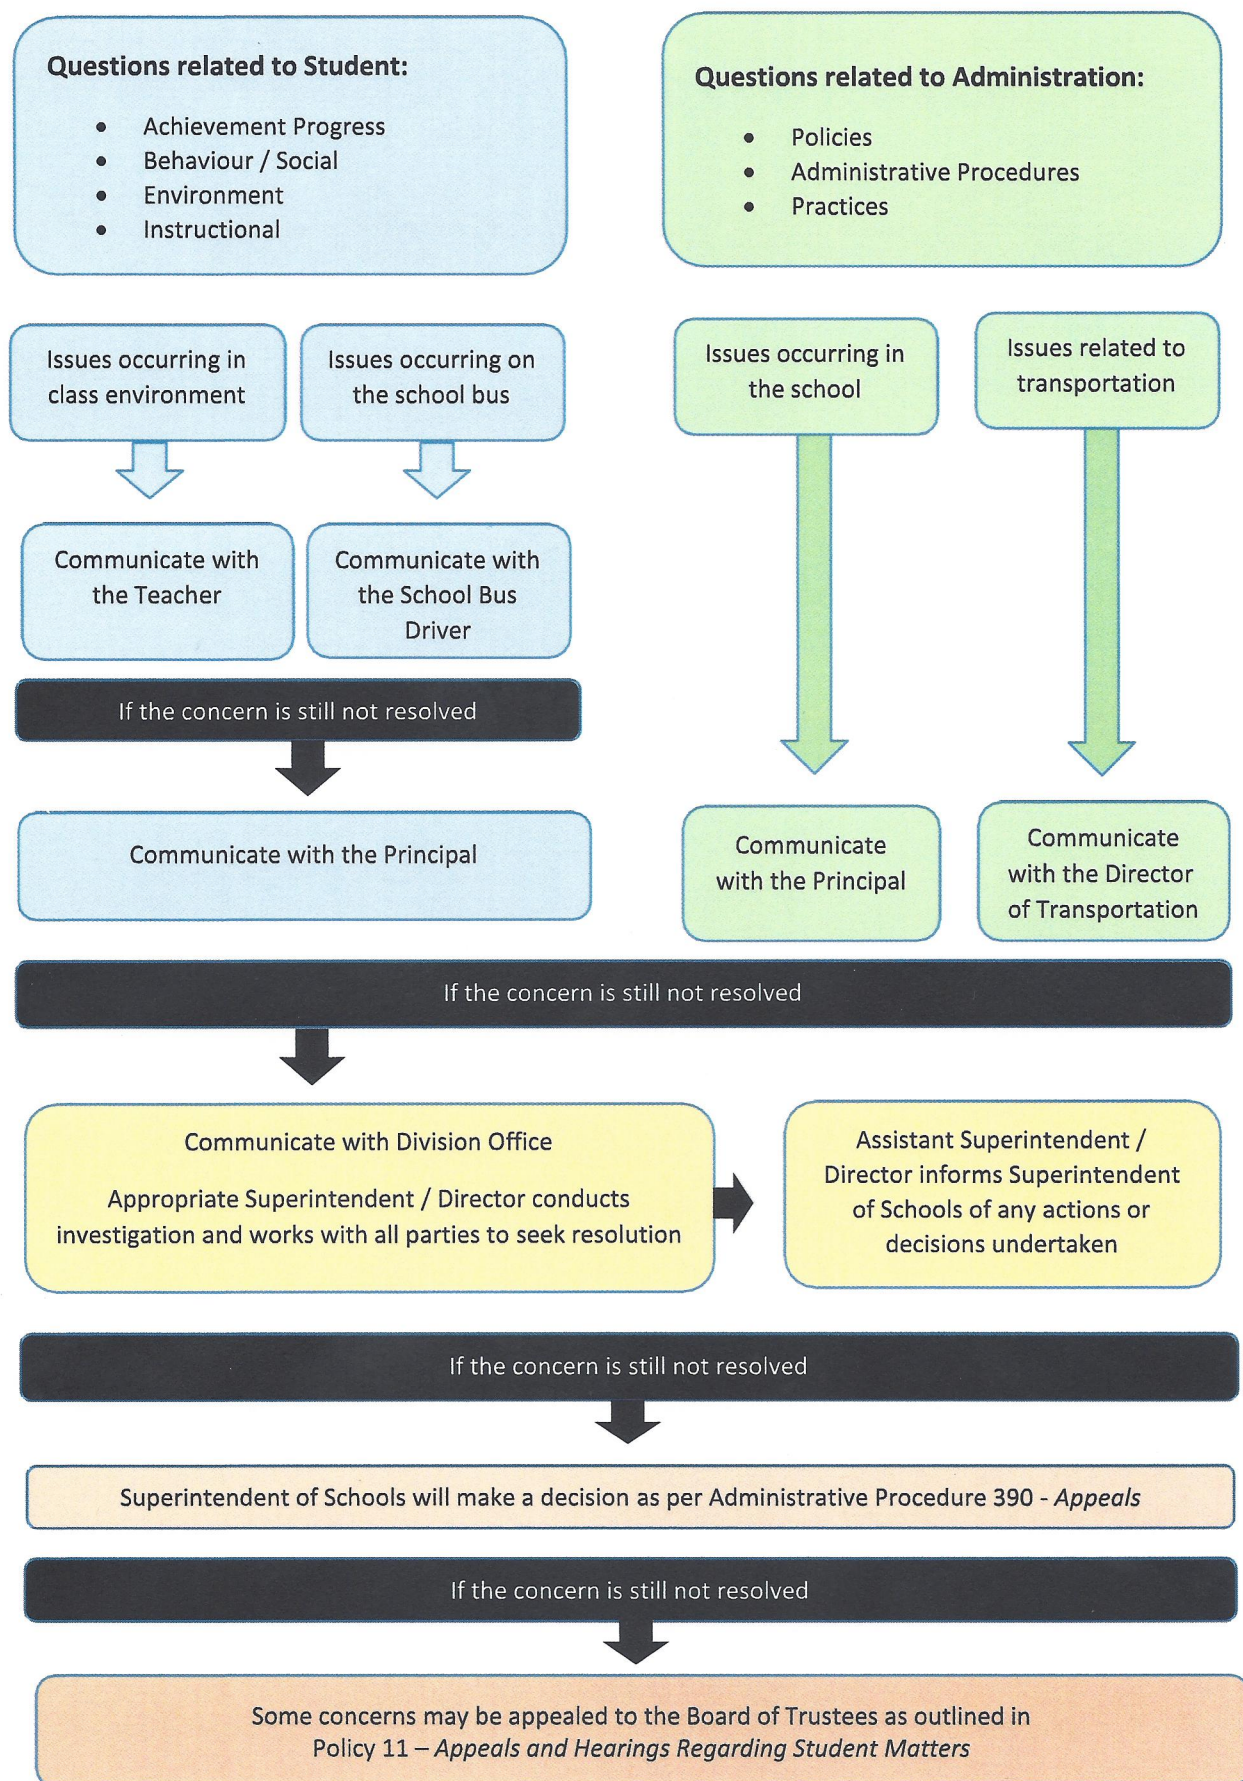 Questions related to Student:
• Achievement Progress
• Behaviour / Social
• Environment
• Instructional
Questions related to Administration:
• Policies
• Administrative Procedures
• Practices
Issues occurring in
class environment
Issues occurring on
the school bus
Issues occurring in
the school
Issues related to
transportation
Communicate with
the Teacher
Communicate with
the School Bus
Driver
If the concern is still not resolved
Communicate with the Principal
Communicate
with the Principal
Communicate
with the Director
of Transportation
If the concern is still not resolved
Communicate with Division Office
Appropriate Superintendent / Director conducts
investigation and works with all parties to seek resolution
Assistant Superintendent /
Director informs Superintendent
of Schools of any actions or
decisions undertaken
If the concern is still not resolved
Superintendent of Schools will make a decision as per Administrative Procedure 390 - Appeals
If the concern is still not resolved
Some concerns may be appealed to the Board of Trustees as outlined in
Policy 11 – Appeals and Hearings Regarding Student Matters